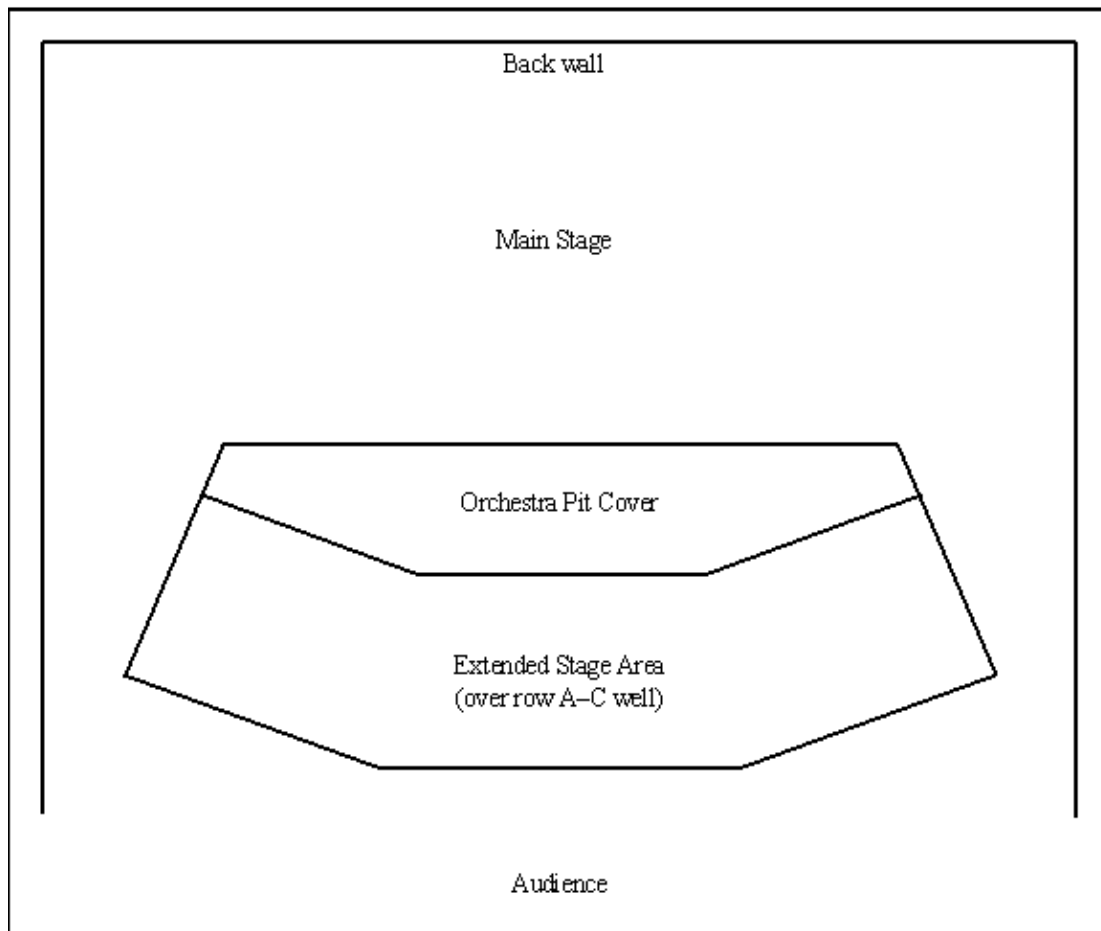 Back wall
Main Stage
Orchestra Pit Cover
Extended Stage Area
(over row A–C well)
Audience